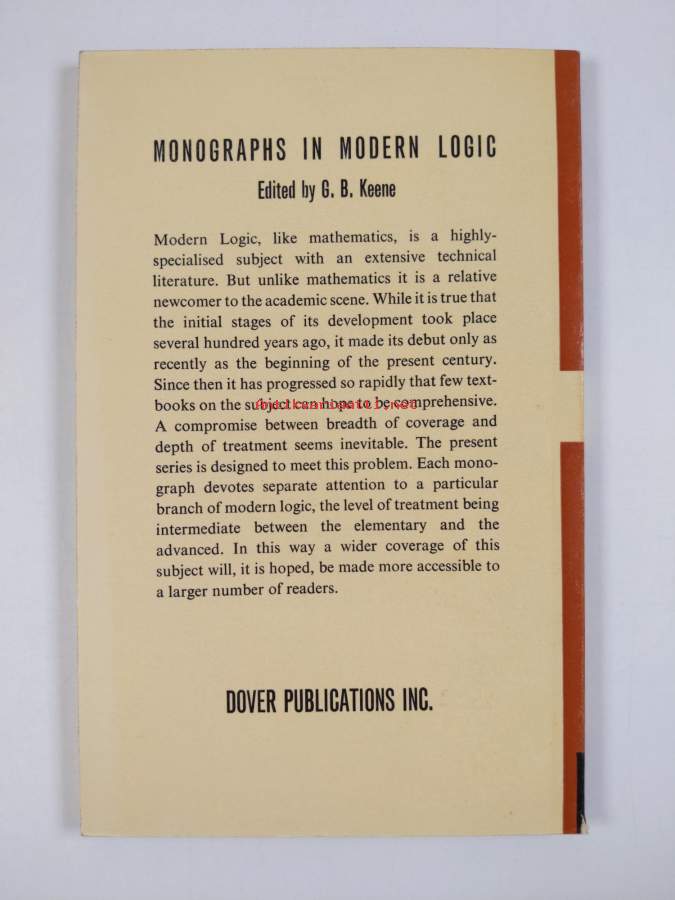 MONOGRAPHS IN MODERN LOGIC
Edited by G. B. Keene
Modern Logic, like mathematics, is a highly-
specialised subject with an extensive technical
literature. But unlike mathematics it is a relative
newcomer to the academic scene. While it is true that
the initial stages of its development took place
several hundred years ago, it made its debut only as
recently as the beginning of the present century.
Since then it has progressed so rapidly that few text-
books on the subject can hope to be comprehensive.
A compromise between breadth of coverage and
depth of treatment seems inevitable. The present
series is designed to meet this problem. Each mono-
graph devotes separate attention to a particular
branch of modern logic, the level of treatment being
intermediate between the elementary and the
advanced. In this way a wider coverage of this
subject will, it is hoped, be made more accessible to
a larger number of readers.
DOVER PUBLICATIONS INC.